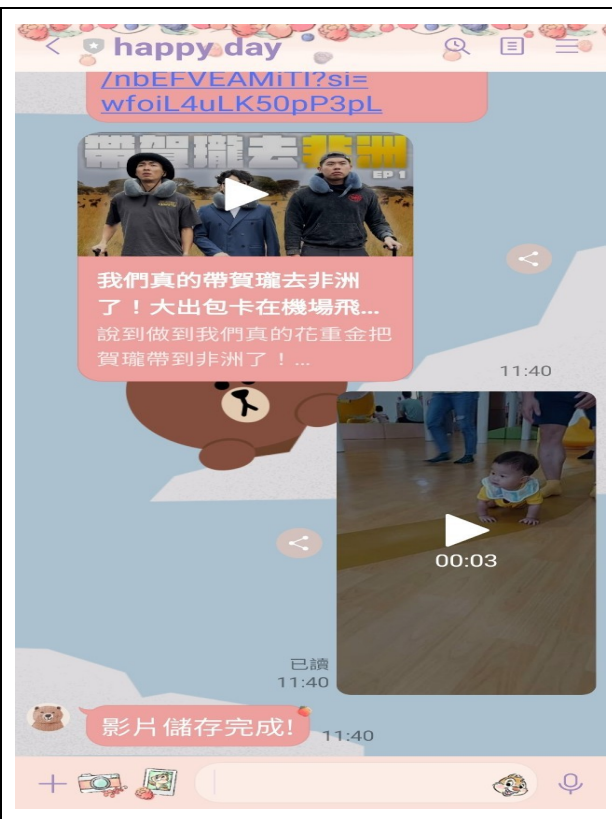 happy day
/nbEFVEAMiTI?si=
wfoiL4uLK50pP3pL
帶賀瓏去非洲
EP 1
我們真的帶賀瓏去非洲
了！大出包卡在機場飛...
說到做到我們真的花重金把
賀瓏帶到非洲了！...
11:40
00:03
已讀
11:40
影片儲存完成!
11:40